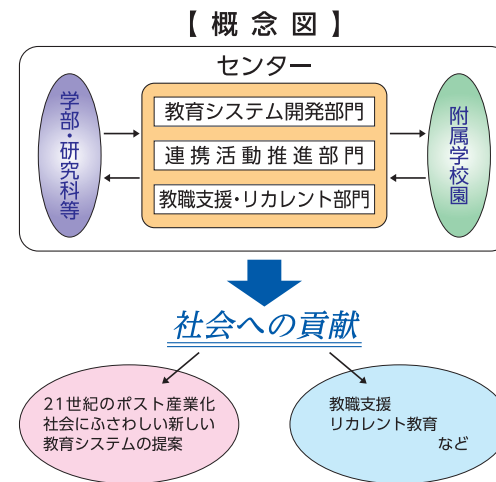 【概念図】
センター
学部・研究科等
教育システム開発部門
連携活動推進部門
教職支援・リカレント部門
附属学校園
社会への貢献
21世紀のポスト産業化
社会にふさわしい新しい
教育システムの提案
教職支援
リカレント教育
など